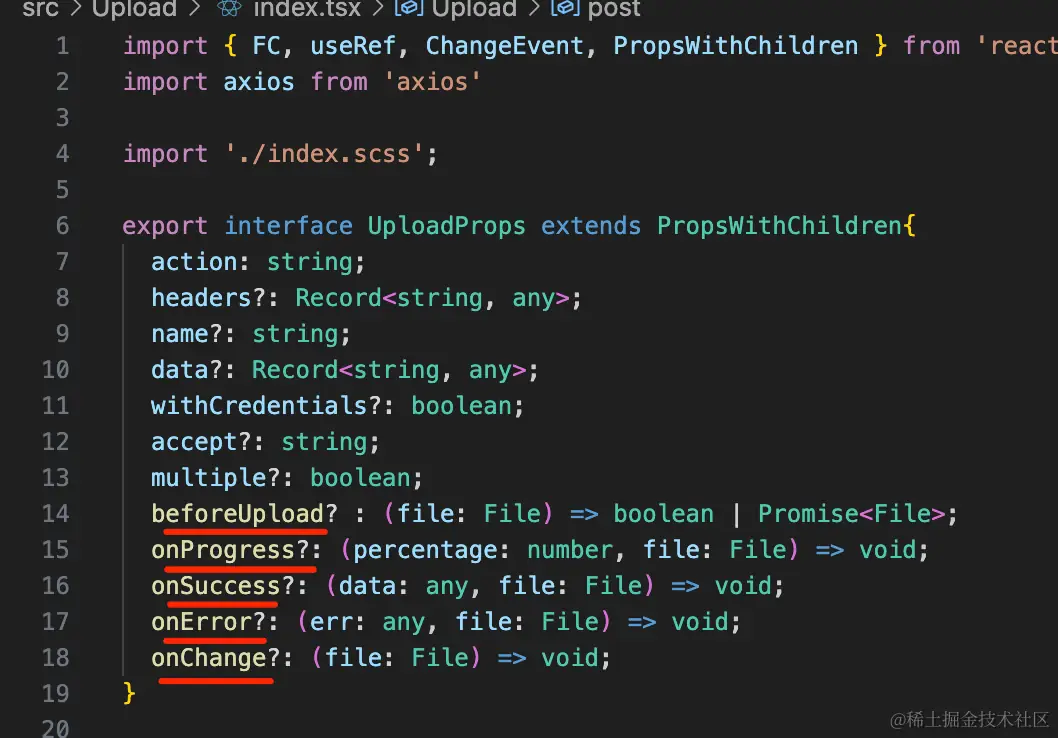 src > Upload > index.tsx > Upload > post
1 import { FC, useRef, ChangeEvent, PropsWithChildren } from 'react
2 import axios from 'axios'
3
4 import './index.scss';
5
6 export interface UploadProps extends PropsWithChildren{
7 action: string;
8 headers?: Record<string, any>;
9 name?: string;
10 data?: Record<string, any>;
11 withCredentials?: boolean;
12 accept?: string;
13 multiple?: boolean;
14 beforeUpload? : (file: File) => boolean | Promise<File>;
15 onProgress?: (percentage: number, file: File) => void;
16 onSuccess?: (data: any, file: File) => void;
17 onError?: (err: any, file: File) => void;
18 onChange?: (file: File) => void;
19 }
20
@稀土掘金技术社区